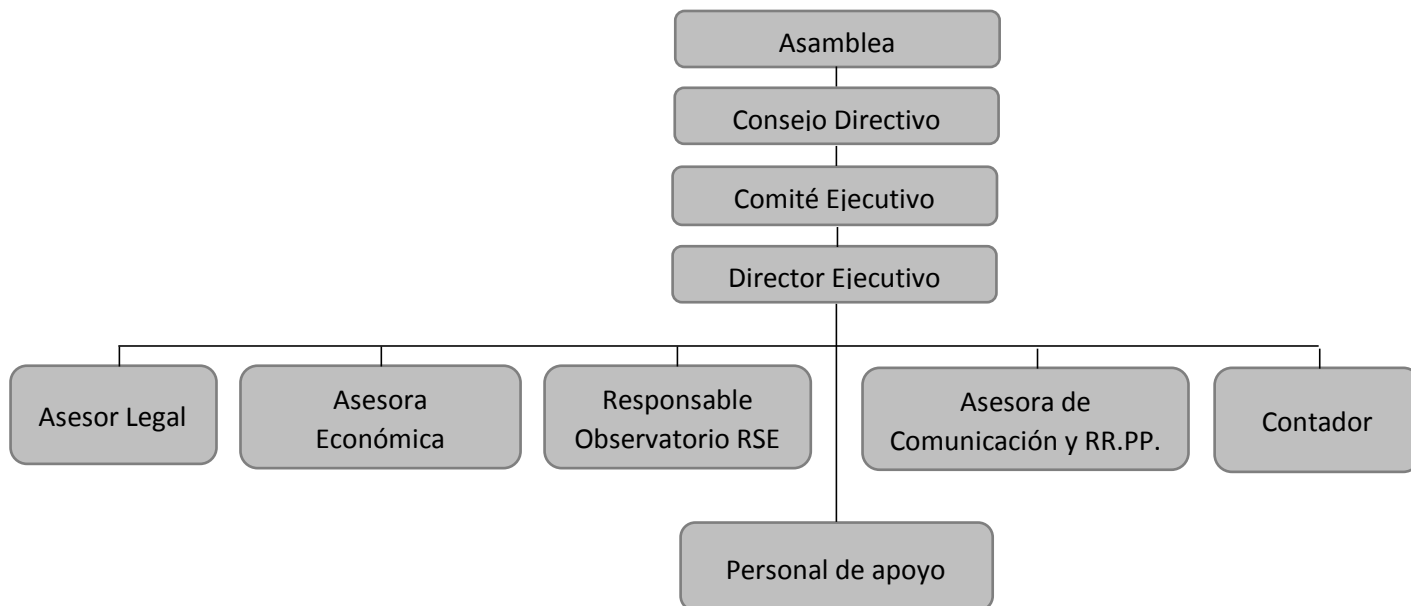 Asamblea
Consejo Directivo
Comité Ejecutivo
Director Ejecutivo
Asesor Legal
Asesora
Económica
Responsable
Observatorio RSE
Asesora de
Comunicación y RR.PP.
Contador
Personal de apoyo